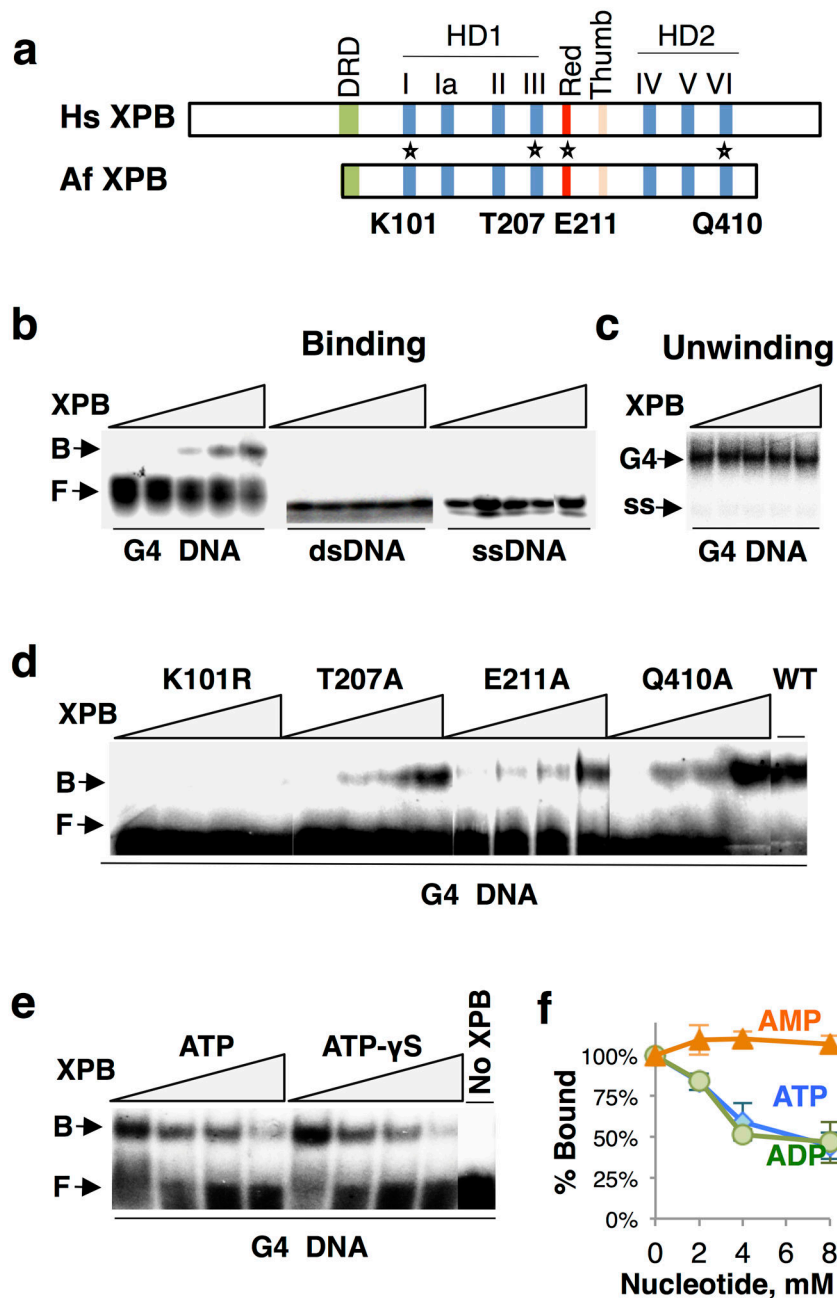 a
DRD
HD1
Red
Thumb
HD2
I Ia II III IV V VI
Hs XPB
Af XPB
K101 T207 E211 Q410
b
Binding
XPB
B
F
G4 DNA dsDNA ssDNA
c
Unwinding
XPB
G4
ss
G4 DNA
d
K101R T207A E211A Q410A WT
XPB
B
F
G4 DNA
e
ATP ATP-γS No XPB
XPB
B
F
G4 DNA
f
AMP
ATP
ADP
% Bound
100%
75%
50%
25%
0%
0 2 4 6 8
Nucleotide, mM